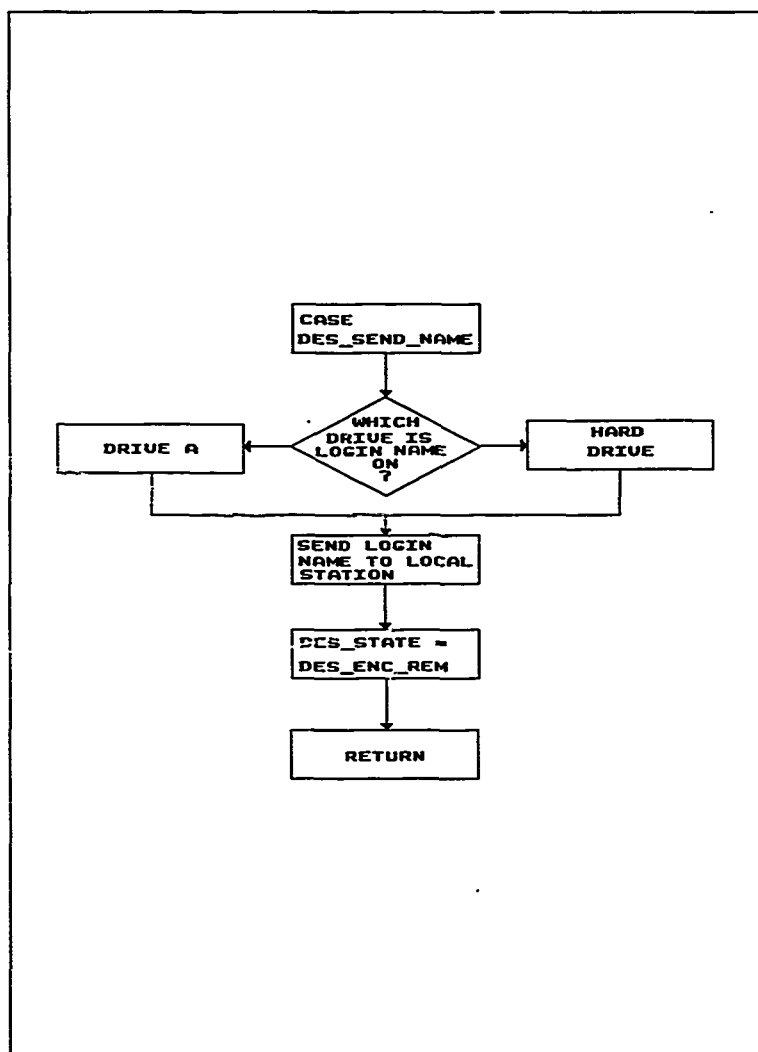 CASE
DES_SEND_NAME
WHICH
DRIVE IS
LOGIN NAME
ON
?
DRIVE A
HARD
DRIVE
SEND LOGIN
NAME TO LOCAL
STATION
DES_STATE =
DES_ENC_REM
RETURN